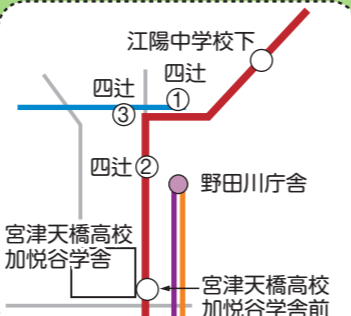 江陽中学校下
四辻
①
四辻
③
四辻②
野田川庁舎
宮津天橋高校
加悦谷学舎
宮津天橋高校
加悦谷学舎前